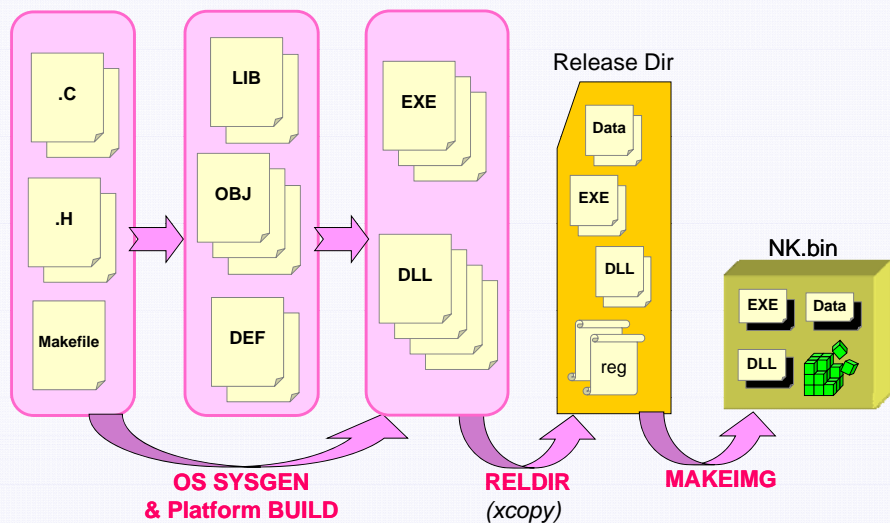 .C
.H
Makefile
LIB
OBJ
DEF
EXE
DLL
Release Dir
Data
EXE
DLL
reg
NK.bin
EXE
Data
DLL
OS SYSGEN
& Platform BUILD
RELDIR
(xcopy)
MAKEIMG